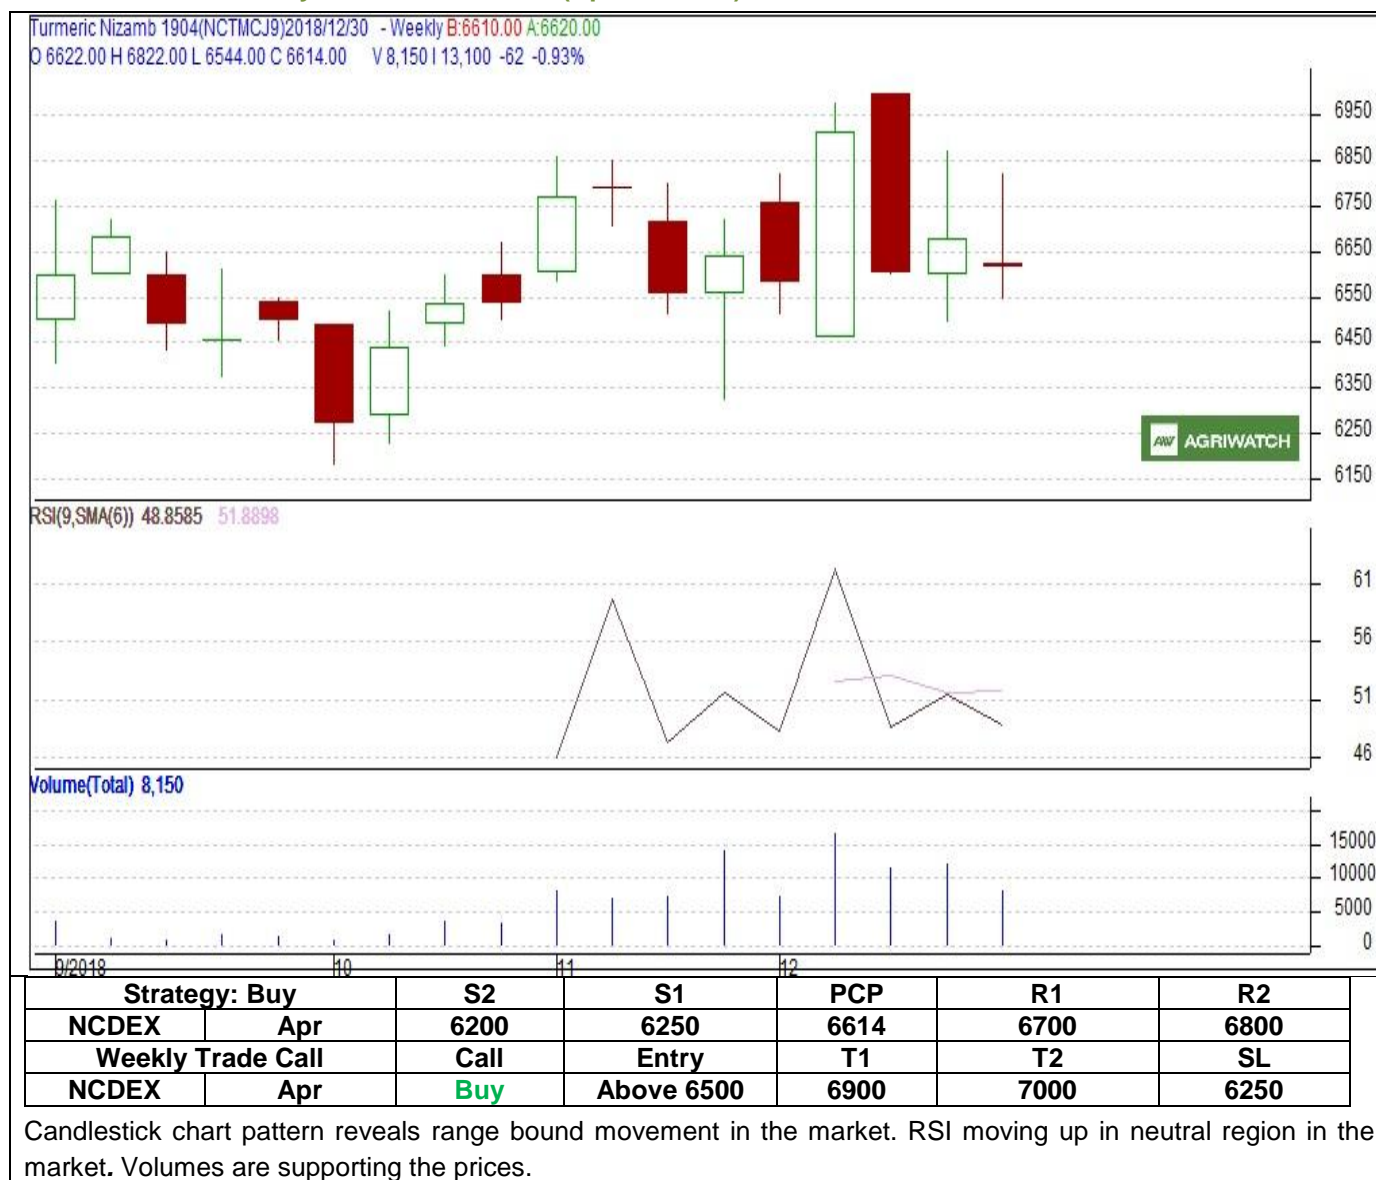 Turmeric Nizamb 1904(NCTMCJ9)2018/12/30 - Weekly B:6610.00 A:6620.00
O 6622.00 H 6822.00 L 6544.00 C 6614.00 V 8,150 I 13,100 -62 -0.93%
6950
6850
6750
6650
6550
6450
6350
6250
6150
AW AGRIWATCH
RSI(9,SMA(6)) 48.8585 51.8898
61
56
51
46
Volume(Total) 8,150
15000
10000
5000
0
9/2018 10 11 12
Strategy: Buy S2 S1 PCP R1 R2
NCDEX Apr 6200 6250 6614 6700 6800
Weekly Trade Call Call Entry T1 T2 SL
NCDEX Apr Buy Above 6500 6900 7000 6250
Candlestick chart pattern reveals range bound movement in the market. RSI moving up in neutral region in the
market. Volumes are supporting the prices.